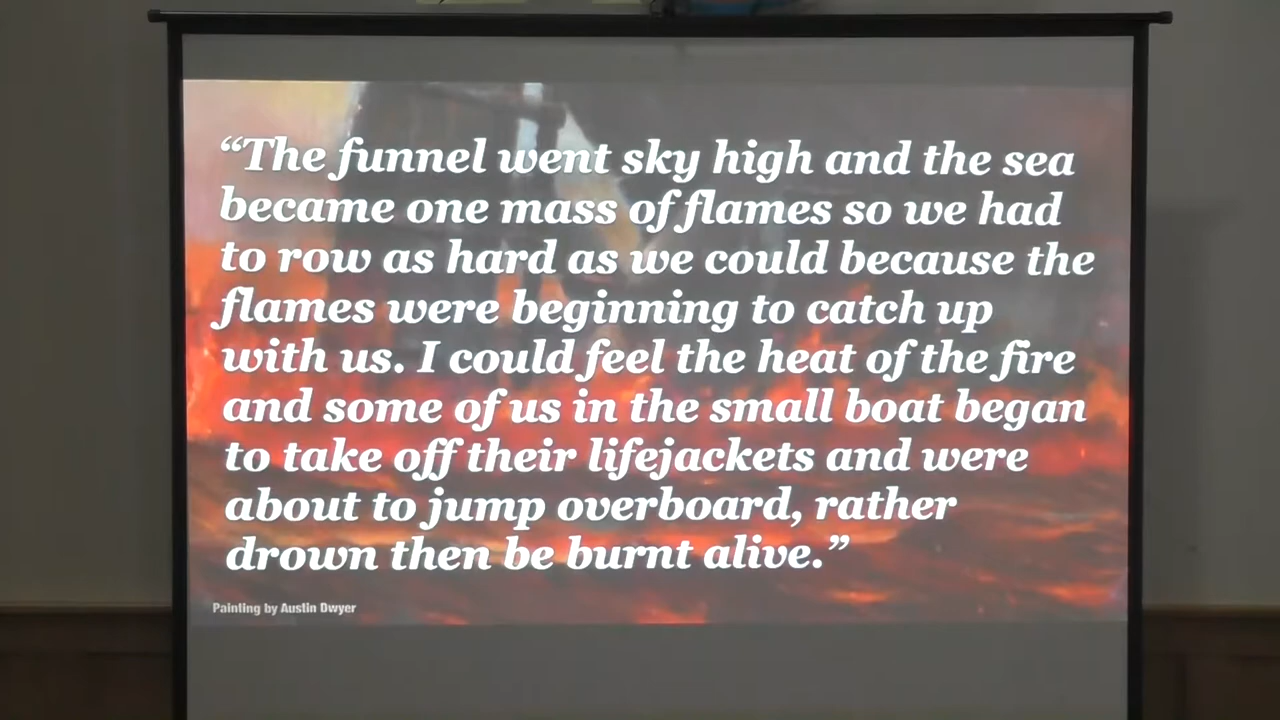 “The funnel went sky high and the sea
became one mass of flames so we had
to row as hard as we could because the
flames were beginning to catch up
with us. I could feel the heat of the fire
and some of us in the small boat began
to take off their lifejackets and were
about to jump overboard, rather
drown then be burnt alive.”
Painting by Austin Dwyer